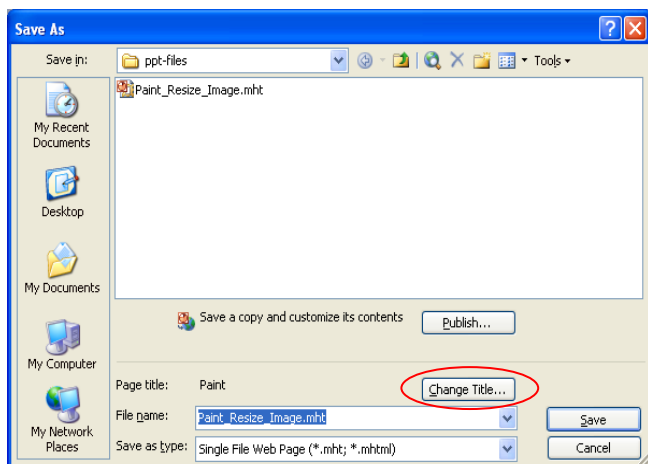 Save As
Save in:
ppt-files
Tools
Paint_Resize_Image.mht
My Recent
Documents
Desktop
My Documents
My Computer
My Network
Places
Save a copy and customize its contents
Publish...
Page title:
Paint
Change Title...
File name:
Paint_Resize_Image.mht
Save
Save as type:
Single File Web Page (*.mht; *.mhtml)
Cancel